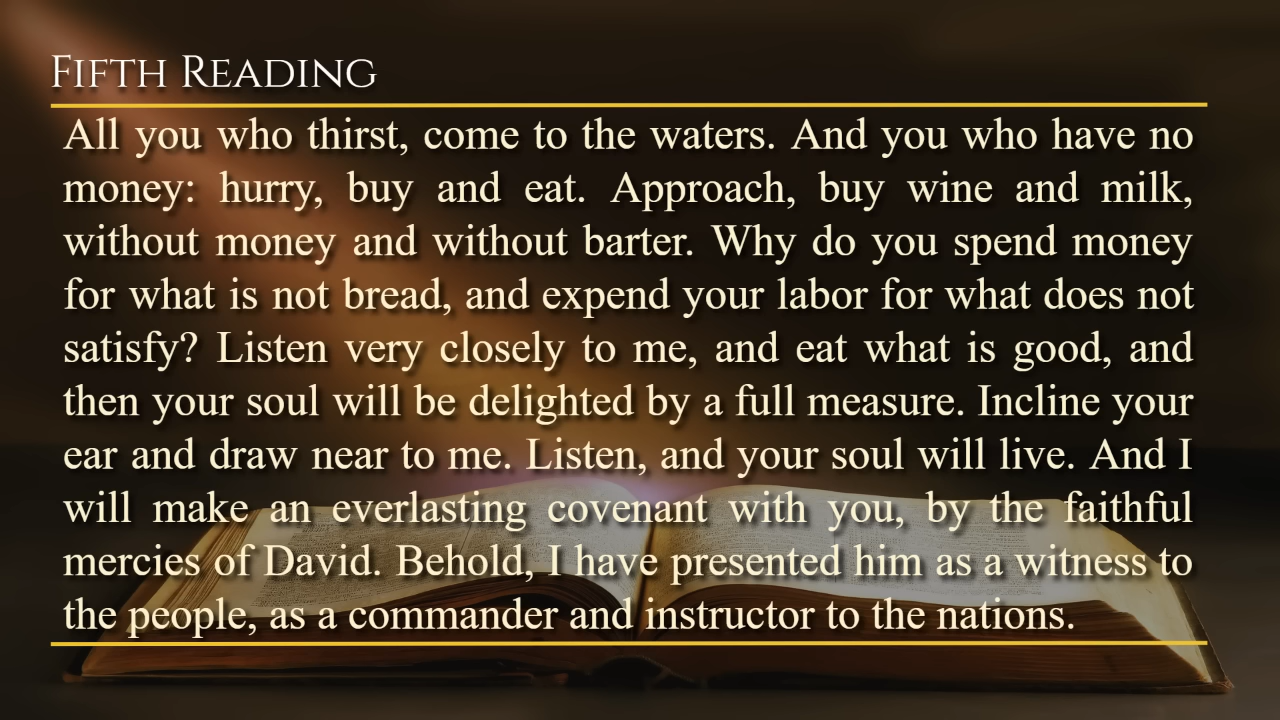 Fifth Reading
All you who thirst, come to the waters. And you who have no
money: hurry, buy and eat. Approach, buy wine and milk,
without money and without barter. Why do you spend money
for what is not bread, and expend your labor for what does not
satisfy? Listen very closely to me, and eat what is good, and
then your soul will be delighted by a full measure. Incline your
ear and draw near to me. Listen, and your soul will live. And I
will make an everlasting covenant with you, by the faithful
mercies of David. Behold, I have presented him as a witness to
the people, as a commander and instructor to the nations.